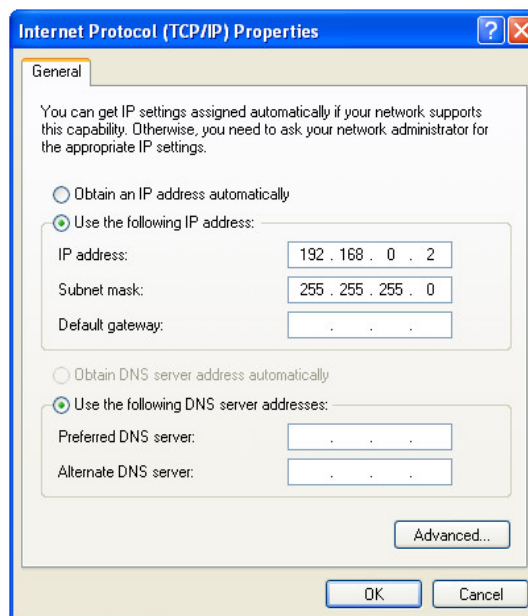 Internet Protocol (TCP/IP) Properties
General
You can get IP settings assigned automatically if your network supports
this capability. Otherwise, you need to ask your network administrator for
the appropriate IP settings.
Obtain an IP address automatically
Use the following IP address:
IP address: 192 . 168 . 0 . 2
Subnet mask: 255 . 255 . 255 . 0
Default gateway: . . .
Obtain DNS server address automatically
Use the following DNS server addresses:
Preferred DNS server: . . .
Alternate DNS server: . . .
Advanced...
OK Cancel